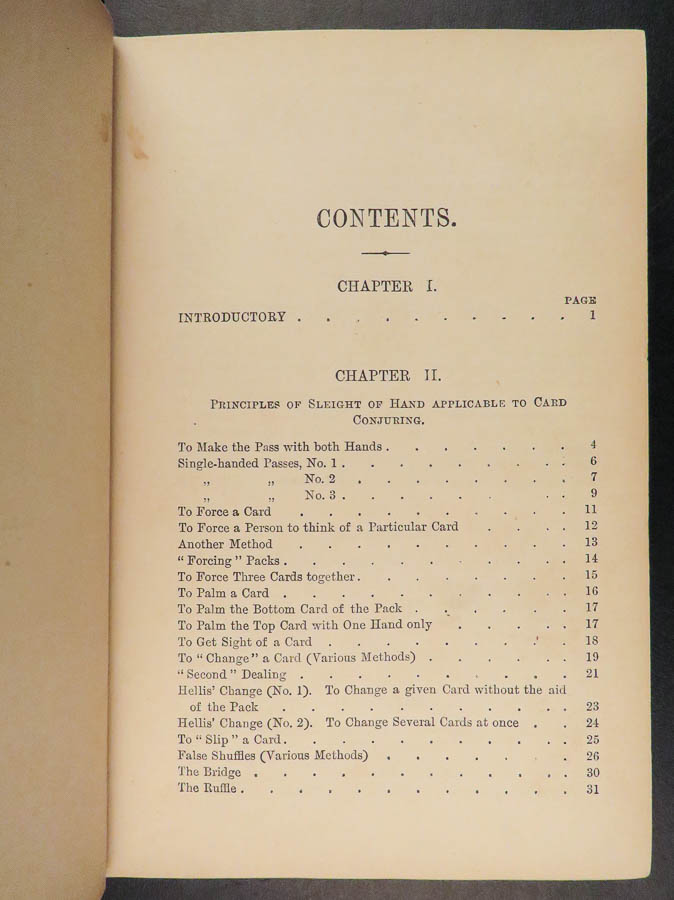 CONTENTS.
CHAPTER I.
PAGE
INTRODUCTORY . . . . . . . . . . 1
CHAPTER II.
PRINCIPLES OF SLEIGHT OF HAND APPLICABLE TO CARD
CONJURING.
To Make the Pass with both Hands . . . . . . 4
Single-handed Passes, No. 1 . . . . . . . . 6
„ „ No. 2 . . . . . . . 7
„ „ No. 3 . . . . . . . 9
To Force a Card . . . . . . . . . 11
To Force a Person to think of a Particular Card . . . . 12
Another Method . . . . . . . . . 13
“ Forcing ” Packs . . . . . . . . . 14
To Force Three Cards together . . . . . . . 15
To Palm a Card . . . . . . . . . 16
To Palm the Bottom Card of the Pack . . . . . . 17
To Palm the Top Card with One Hand only . . . . . 17
To Get Sight of a Card . . . . . . . . 18
To “ Change ” a Card (Various Methods) . . . . . 19
“ Second ” Dealing . . . . . . . . . 21
Hellis’ Change (No. 1). To Change a given Card without the aid
of the Pack . . . . . . . . . 23
Hellis’ Change (No. 2). To Change Several Cards at once . . 24
To “ Slip ” a Card . . . . . . . . . . 25
False Shuffles (Various Methods) . . . . . . 26
The Bridge . . . . . . . . . . . 30
The Ruffle . . . . . . . . . . . 31